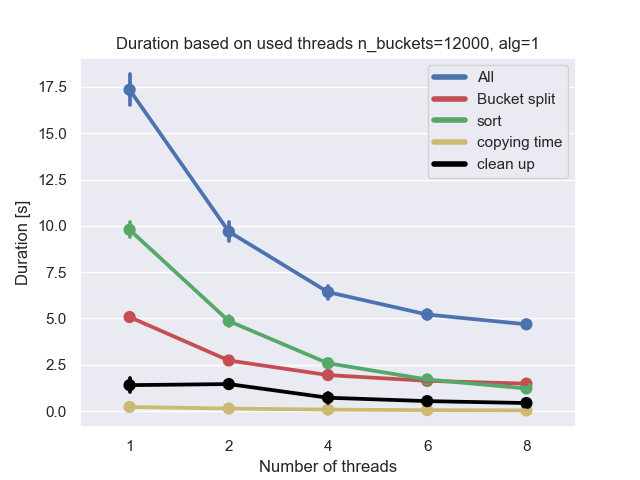 Duration based on used threads n_buckets=12000, alg=1
All
Bucket split
sort
copying time
clean up
17.5
15.0
12.5
10.0
7.5
5.0
2.5
0.0
Duration [s]
1 2 4 6 8
Number of threads